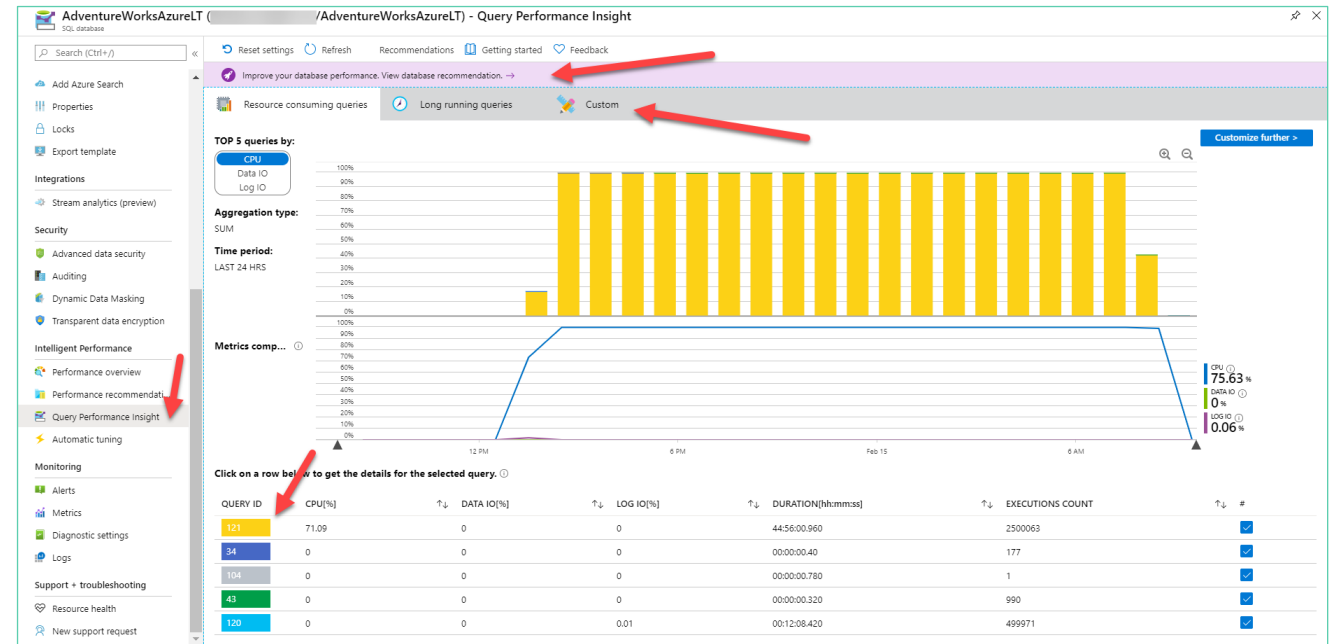 AdventureWorksAzureLT ( /AdventureWorksAzureLT) - Query Performance Insight
SQL database
Search (Ctrl+/)
«
Reset settings Refresh Recommendations Getting started Feedback
Improve your database performance. View database recommendation. →
Add Azure Search
Properties
Locks
Export template
Integrations
Stream analytics (preview)
Security
Advanced data security
Auditing
Dynamic Data Masking
Transparent data encryption
Intelligent Performance
Performance overview
Performance recommendati...
Query Performance Insight
Automatic tuning
Monitoring
Alerts
Metrics
Diagnostic settings
Logs
Support + troubleshooting
Resource health
New support request
Resource consuming queries Long running queries Custom
TOP 5 queries by:
CPU
Data IO
Log IO
Aggregation type:
SUM
Time period:
LAST 24 HRS
Customize further >
100%
90%
80%
70%
60%
50%
40%
30%
20%
10%
0%
Metrics comp...
100%
90%
80%
70%
60%
50%
40%
30%
20%
10%
0%
12 PM 6 PM Feb 15 6 AM
CPU
75.63 %
DATA IO
0 %
LOG IO
0.06 %
Click on a row below to get the details for the selected query.
QUERY ID CPU[%] ↑↓ DATA IO[%] ↑↓ LOG IO[%] ↑↓ DURATION[hh:mm:ss] ↑↓ EXECUTIONS COUNT ↑↓ #
121 71.09 0 0 44:56:00.960 2500063
34 0 0 0 00:00:00.40 177
104 0 0 0 00:00:00.780 1
43 0 0 0 00:00:00.320 990
120 0 0 0.01 00:12:08.420 499971